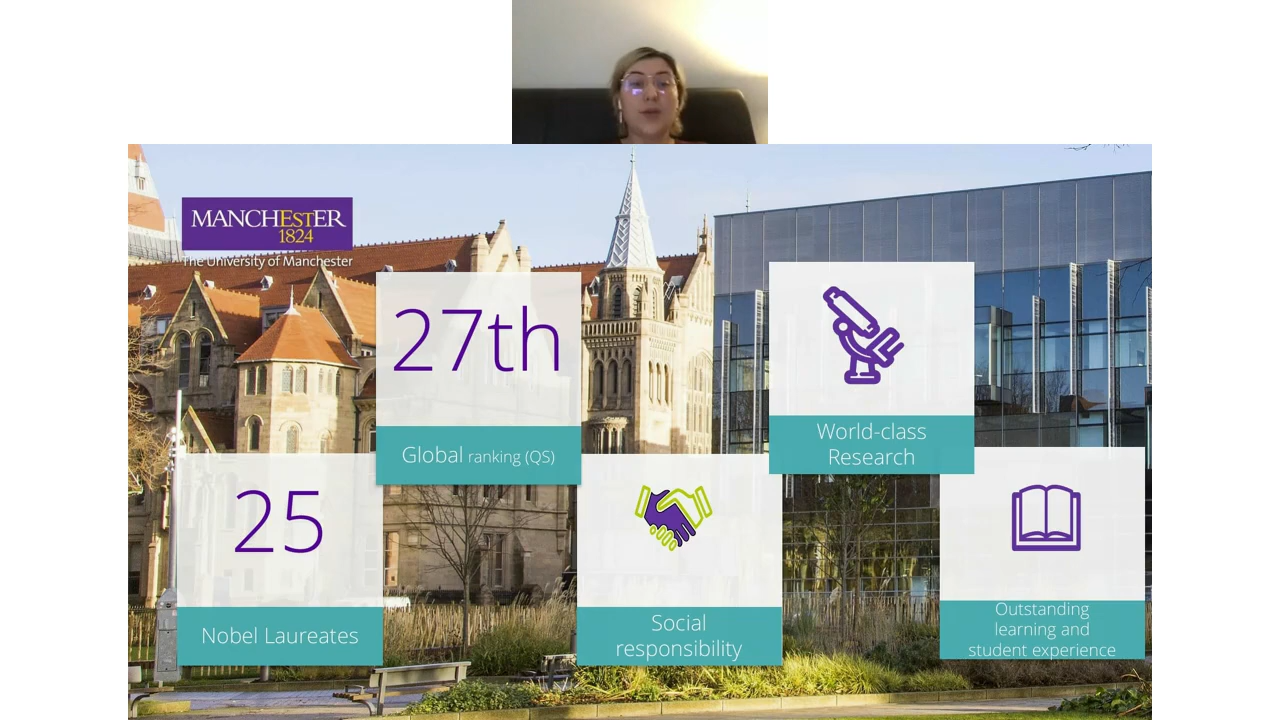 MANCHESTER
1824
The University of Manchester
27th
Global ranking (QS)
25
Nobel Laureates
Social
responsibility
World-class
Research
Outstanding
learning and
student experience